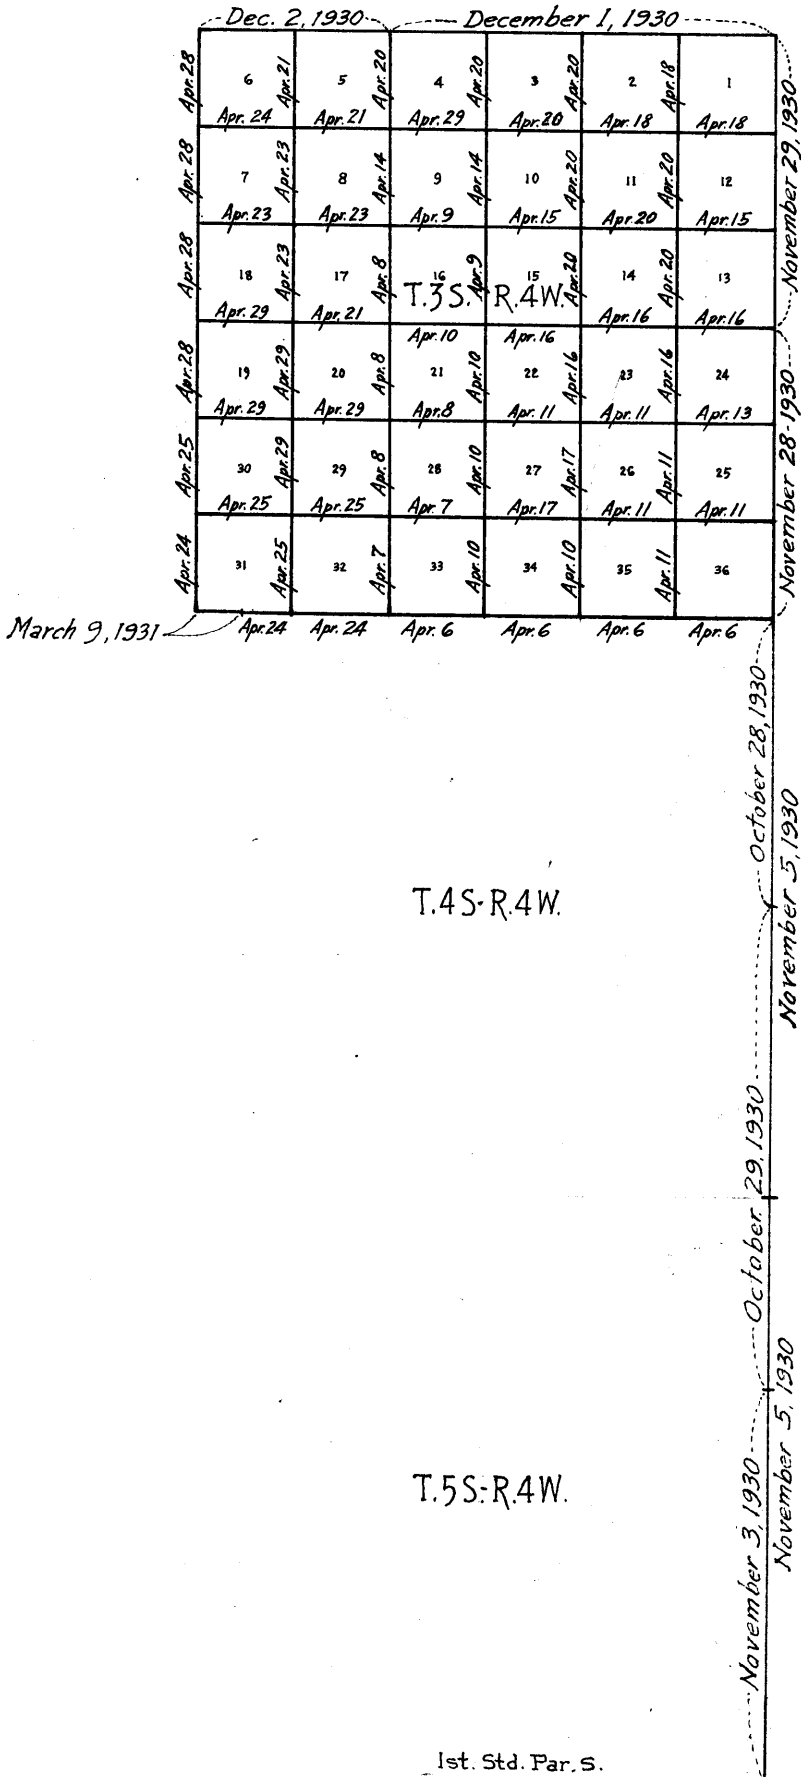 Dec. 2, 1930 December 1, 1930
Apr. 28 6 Apr. 21 5 Apr. 20 4 Apr. 20 3 Apr. 20 2 Apr. 18 1
Apr. 24 Apr. 21 Apr. 29 Apr. 20 Apr. 18 Apr. 18
November 29, 1930
Apr. 28 7 Apr. 23 8 Apr. 14 9 Apr. 14 10 Apr. 20 11 Apr. 20 12
Apr. 23 Apr. 23 Apr. 9 Apr. 15 Apr. 20 Apr. 15
Apr. 28 18 Apr. 23 17 Apr. 8 16 Apr. 9 15 Apr. 20 14 Apr. 20 13
T.3S.-R.4W.
Apr. 29 Apr. 21 Apr. 10 Apr. 16 Apr. 16 Apr. 16
Apr. 28 19 Apr. 29 20 Apr. 8 21 Apr. 10 22 Apr. 16 23 Apr. 16 24
Apr. 29 Apr. 29 Apr. 8 Apr. 11 Apr. 11 Apr. 13
November 28-1930
Apr. 25 30 Apr. 29 29 Apr. 8 28 Apr. 10 27 Apr. 17 26 Apr. 11 25
Apr. 25 Apr. 25 Apr. 7 Apr. 17 Apr. 11 Apr. 11
Apr. 24 31 Apr. 25 32 Apr. 7 33 Apr. 10 34 Apr. 10 35 Apr. 11 36
March 9, 1931 Apr. 24 Apr. 24 Apr. 6 Apr. 6 Apr. 6 Apr. 6
October 28, 1930
November 5, 1930
T.4S-R.4W.
October 29, 1930
November 5, 1930
T.5S-R.4W.
November 3, 1930
1st. Std. Par. S.